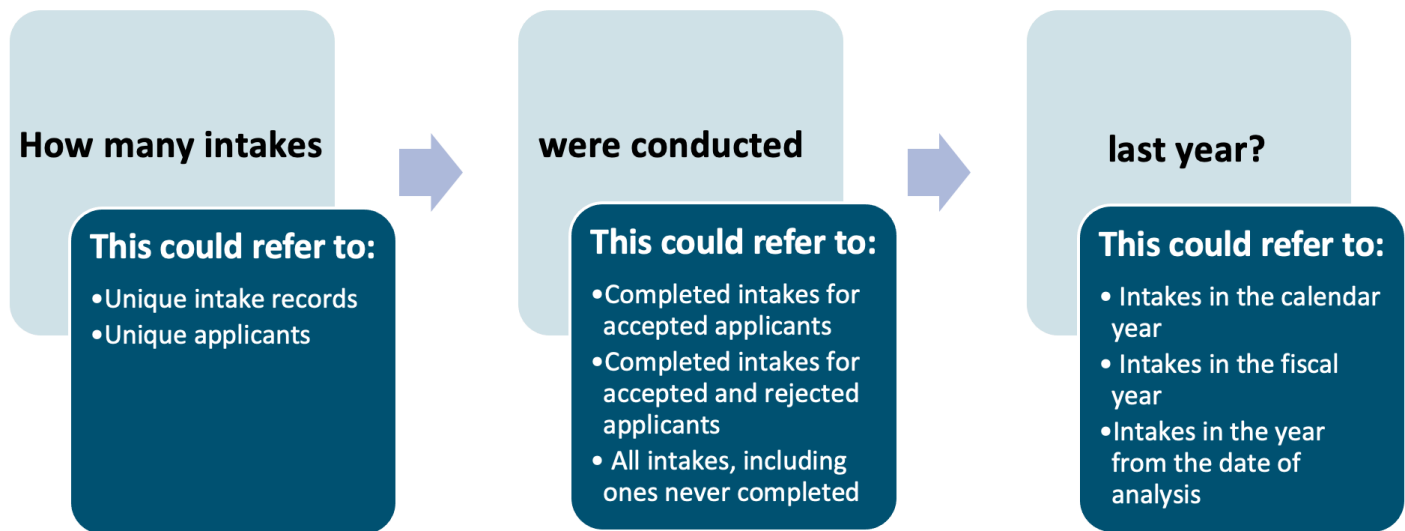 How many intakes
This could refer to:
•Unique intake records
•Unique applicants
were conducted
This could refer to:
•Completed intakes for
accepted applicants
•Completed intakes for
accepted and rejected
applicants
• All intakes, including
ones never completed
last year?
This could refer to:
• Intakes in the calendar
year
• Intakes in the fiscal
year
•Intakes in the year
from the date of
analysis